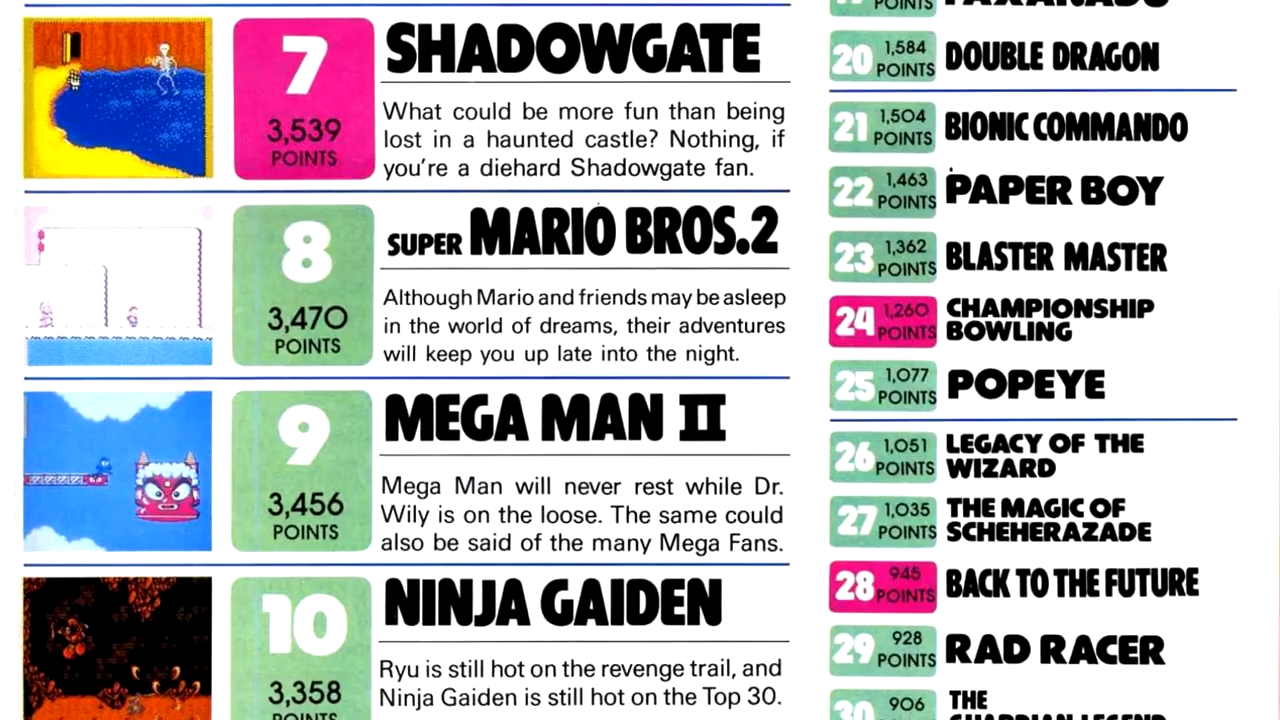 7
3,539
POINTS
SHADOWGATE
What could be more fun than being
lost in a haunted castle? Nothing, if
you're a diehard Shadowgate fan.
8
3,470
POINTS
SUPER MARIO BROS.2
Although Mario and friends may be asleep
in the world of dreams, their adventures
will keep you up late into the night.
9
3,456
POINTS
MEGA MAN II
Mega Man will never rest while Dr.
Wily is on the loose. The same could
also be said of the many Mega Fans.
10
3,358
POINTS
NINJA GAIDEN
Ryu is still hot on the revenge trail, and
Ninja Gaiden is still hot on the Top 30.
POINTS
20 1,584 POINTS DOUBLE DRAGON
21 1,504 POINTS BIONIC COMMANDO
22 1,463 POINTS PAPER BOY
23 1,362 POINTS BLASTER MASTER
24 1,260 POINTS CHAMPIONSHIP
BOWLING
25 1,077 POINTS POPEYE
26 1,051 POINTS LEGACY OF THE
WIZARD
27 1,035 POINTS THE MAGIC OF
SCHEHERAZADE
28 945 POINTS BACK TO THE FUTURE
29 928 POINTS RAD RACER
30 906 THE